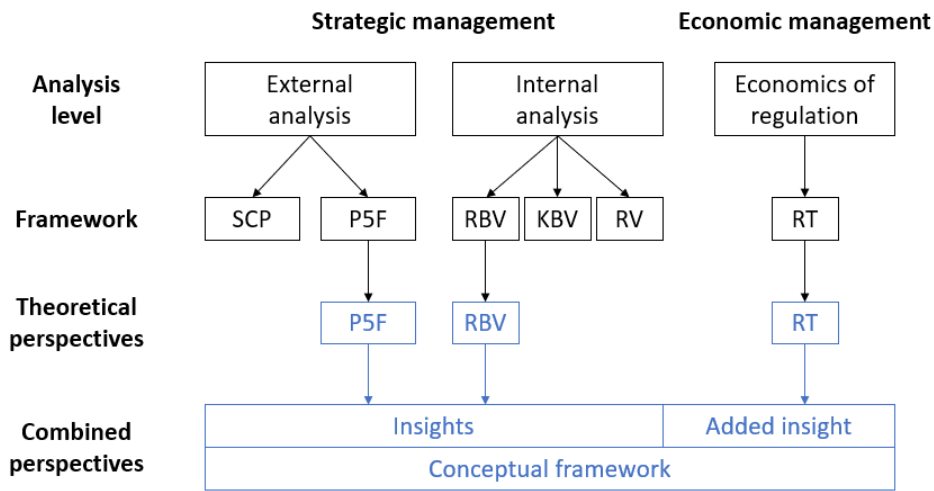 Strategic management
Economic management
Analysis
level
External
analysis
Internal
analysis
Economics of
regulation
Framework
SCP
P5F
RBV
KBV
RV
RT
Theoretical
perspectives
P5F
RBV
RT
Combined
perspectives
Insights
Added insight
Conceptual framework